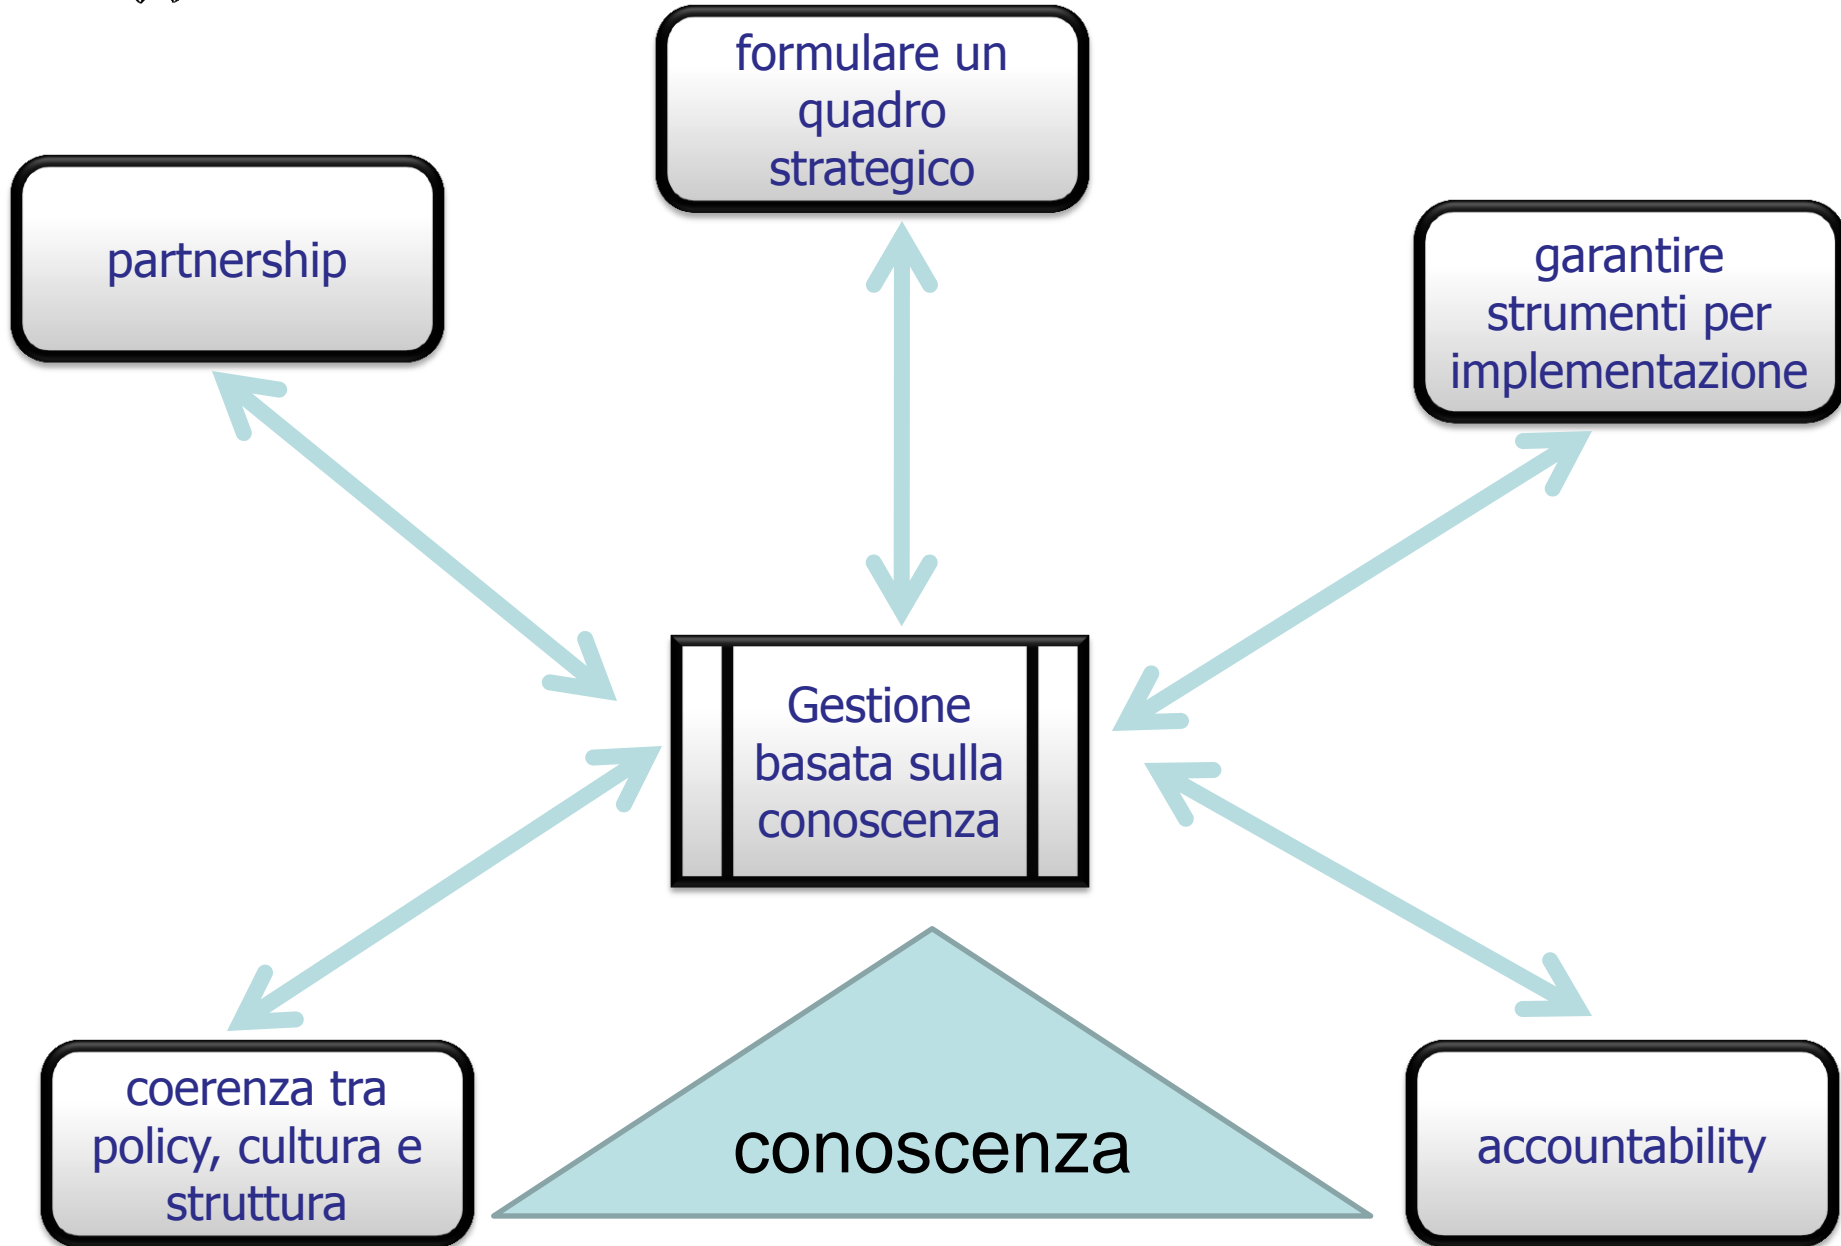 formulare un
quadro
strategico
partnership
garantire
strumenti per
implementazione
Gestione
basata sulla
conoscenza
coerenza tra
policy, cultura e
struttura
conoscenza
accountability